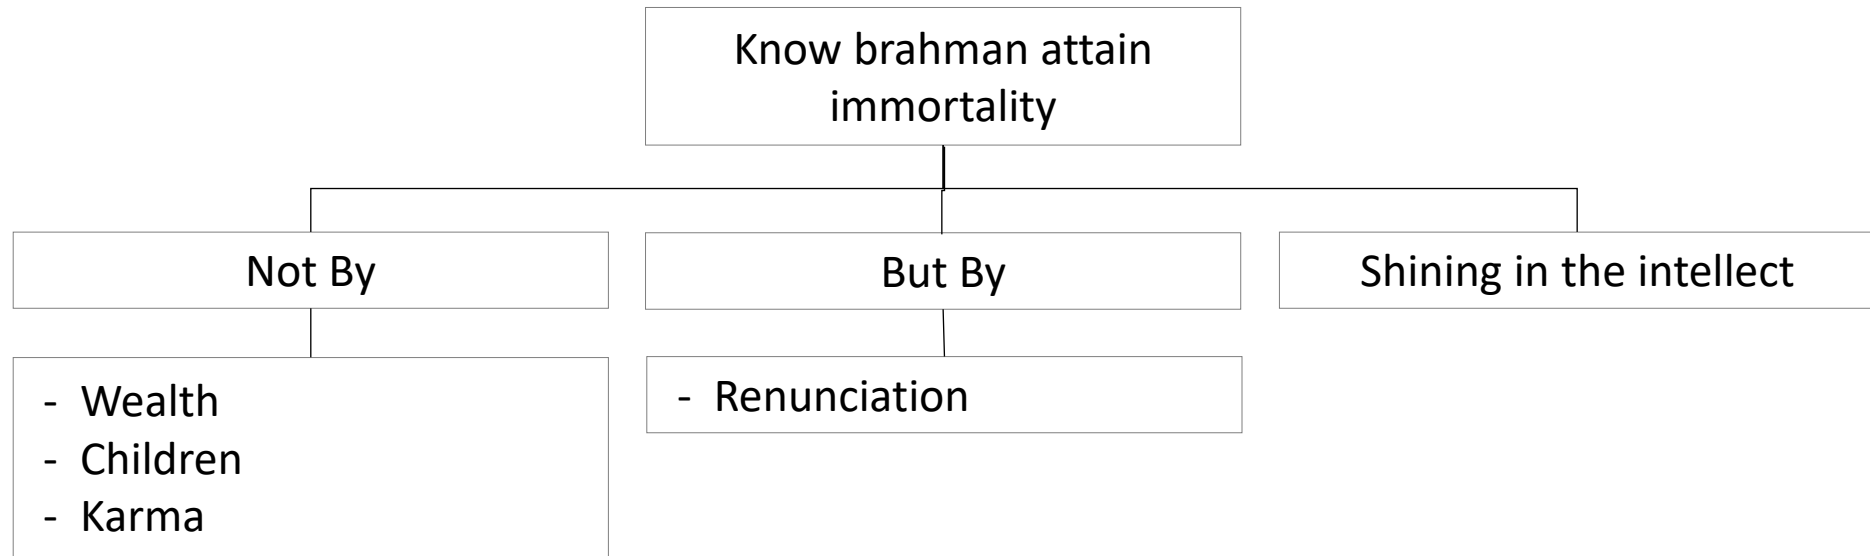 Know brahman attain
immortality
Not By
But By
Shining in the intellect
- Wealth
- Children
- Karma
- Renunciation